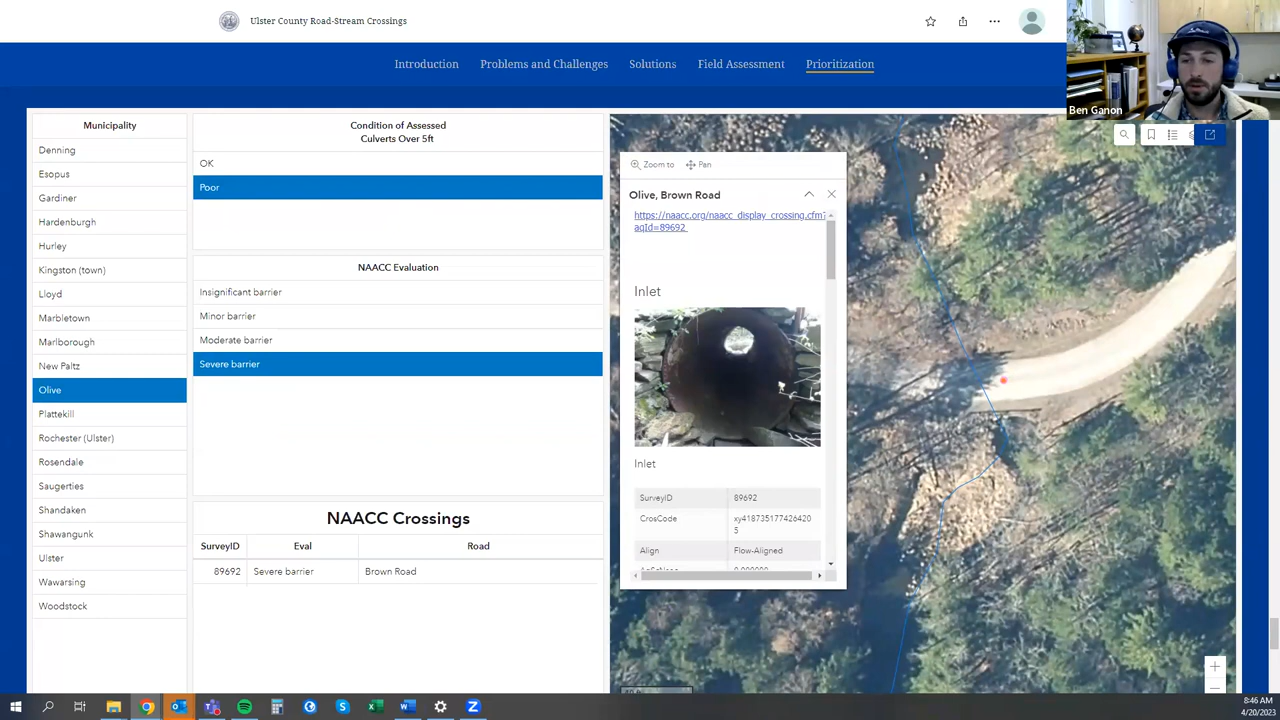 Ulster County Road-Stream Crossings
Introduction
Problems and Challenges
Solutions
Field Assessment
Prioritization
Ben Ganon
Municipality
Denning
Esopus
Gardiner
Hardenburgh
Hurley
Kingston (town)
Lloyd
Marbletown
Marlborough
New Paltz
Olive
Plattekill
Rochester (Ulster)
Rosendale
Saugerties
Shandaken
Shawangunk
Ulster
Wawarsing
Woodstock
Condition of Assessed
Culverts Over 5ft
OK
Poor
NAACC Evaluation
Insignificant barrier
Minor barrier
Moderate barrier
Severe barrier
NAACC Crossings
SurveyID Eval Road
89692 Severe barrier Brown Road
Zoom to Pan
Olive, Brown Road
https://naacc.org/naacc_display_crossing.cfm?
aqId=89692
Inlet
Inlet
SurveyID 89692
CrosCode xy418735177426420
5
Align Flow-Aligned
8:46 AM
4/20/2023